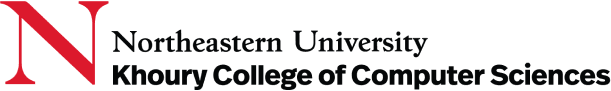 N Northeastern University
Khoury College of Computer Sciences